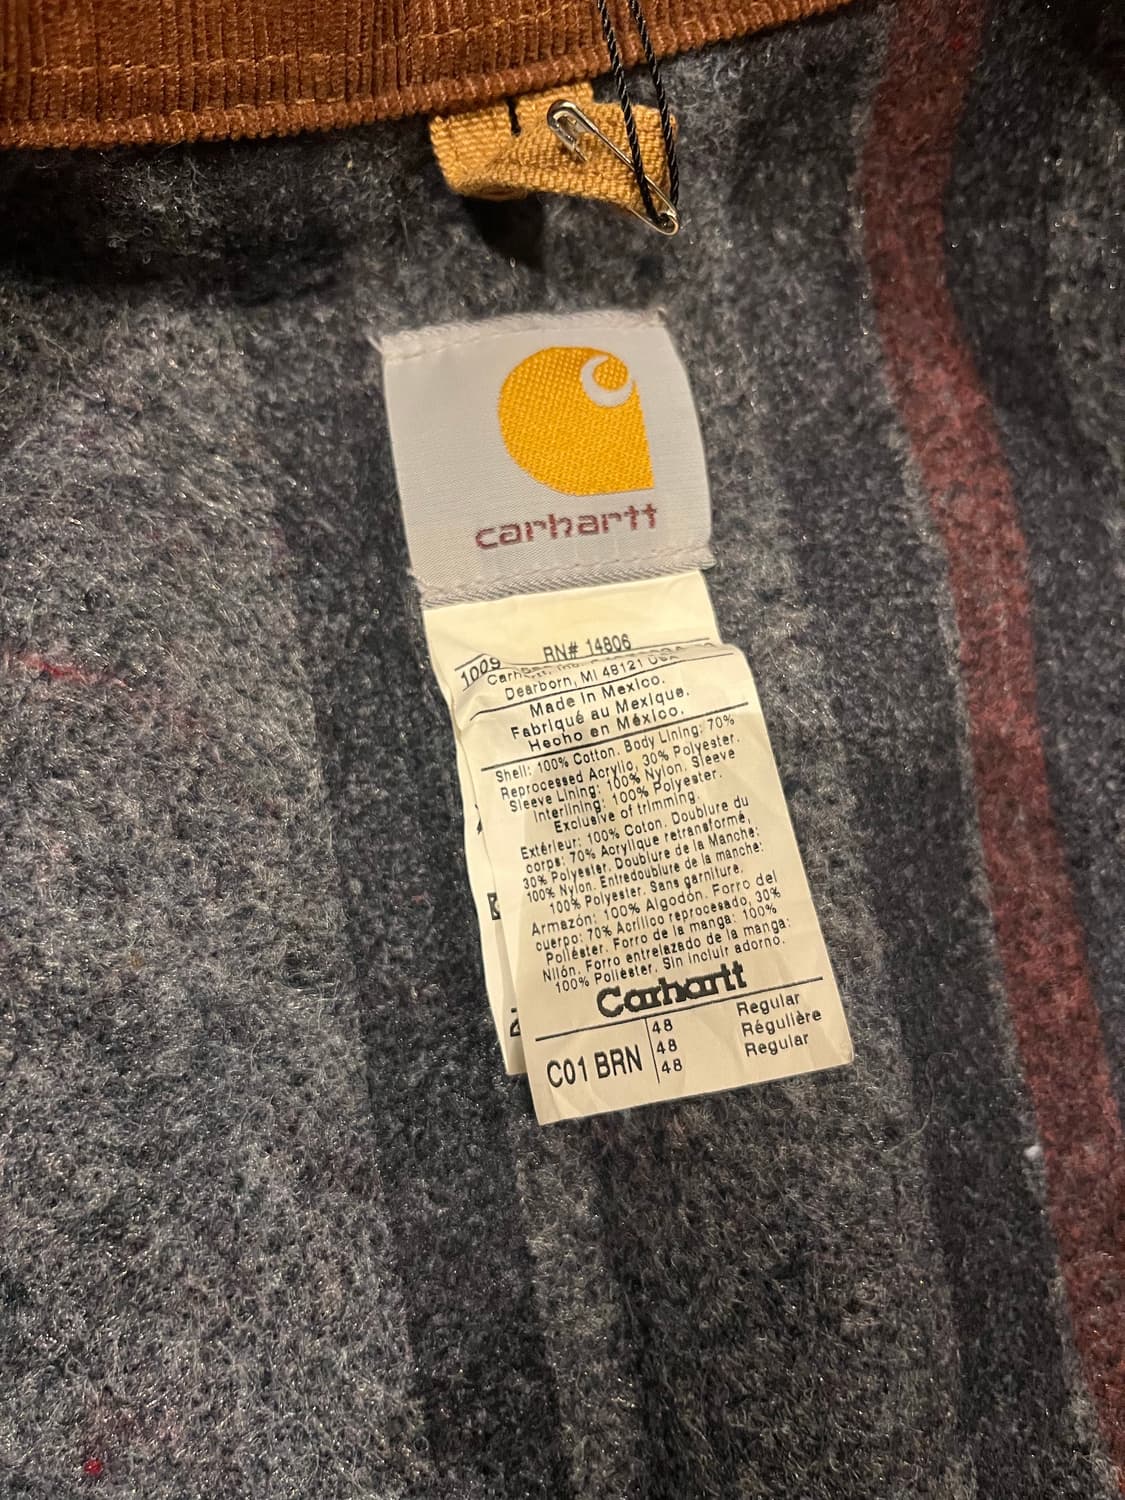 carhartt
RN# 14806
1009
Dearborn, MI 48121 USA
Made in Mexico.
Fabriqué au Mexique.
Hecho en México.
Shell: 100% Cotton. Body Lining: 70%
Reprocessed Acrylic, 30% Polyester.
Sleeve Lining: 100% Nylon. Sleeve
Interlining: 100% Polyester.
Exclusive of trimming.
Extérieur: 100% Coton. Doublure du
corps: 70% Acrylique retransformé,
30% Polyester. Doublure de la Manche:
100% Nylon. Entredoublure de la manche:
100% Polyester. Sans garniture.
Armazón: 100% Algodón. Forro del
cuerpo: 70% Acrílico reprocesado, 30%
Poliéster. Forro de la manga: 100%
Nilón. Forro entrelazado de la manga:
100% Poliéster. Sin incluir adorno.
Carhartt
C01 BRN
48 Regular
48 Régulière
48 Regular